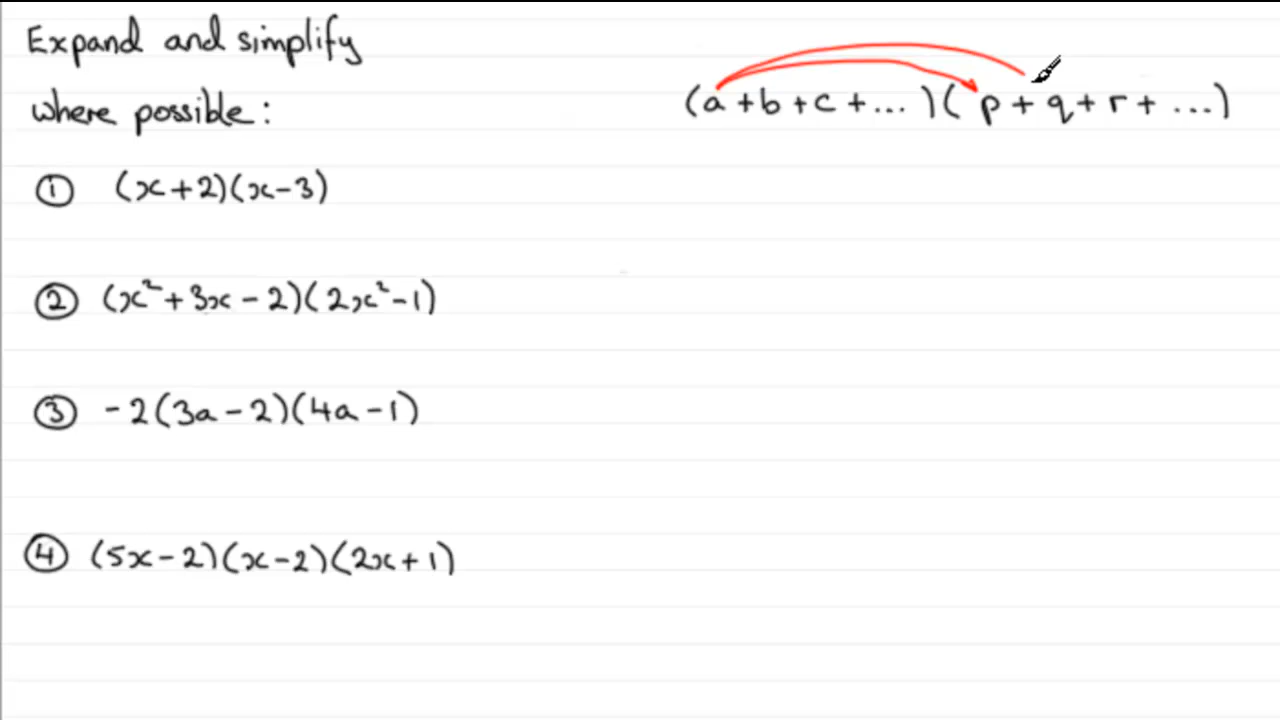 Expand and simplify
where possible:
(a + b + c + ... ) ( p + q + r + ... )
① (x + 2)(x - 3)
② (x² + 3x - 2)(2x² - 1)
③ - 2 (3a - 2)(4a - 1)
④ (5x - 2)(x - 2)(2x + 1)